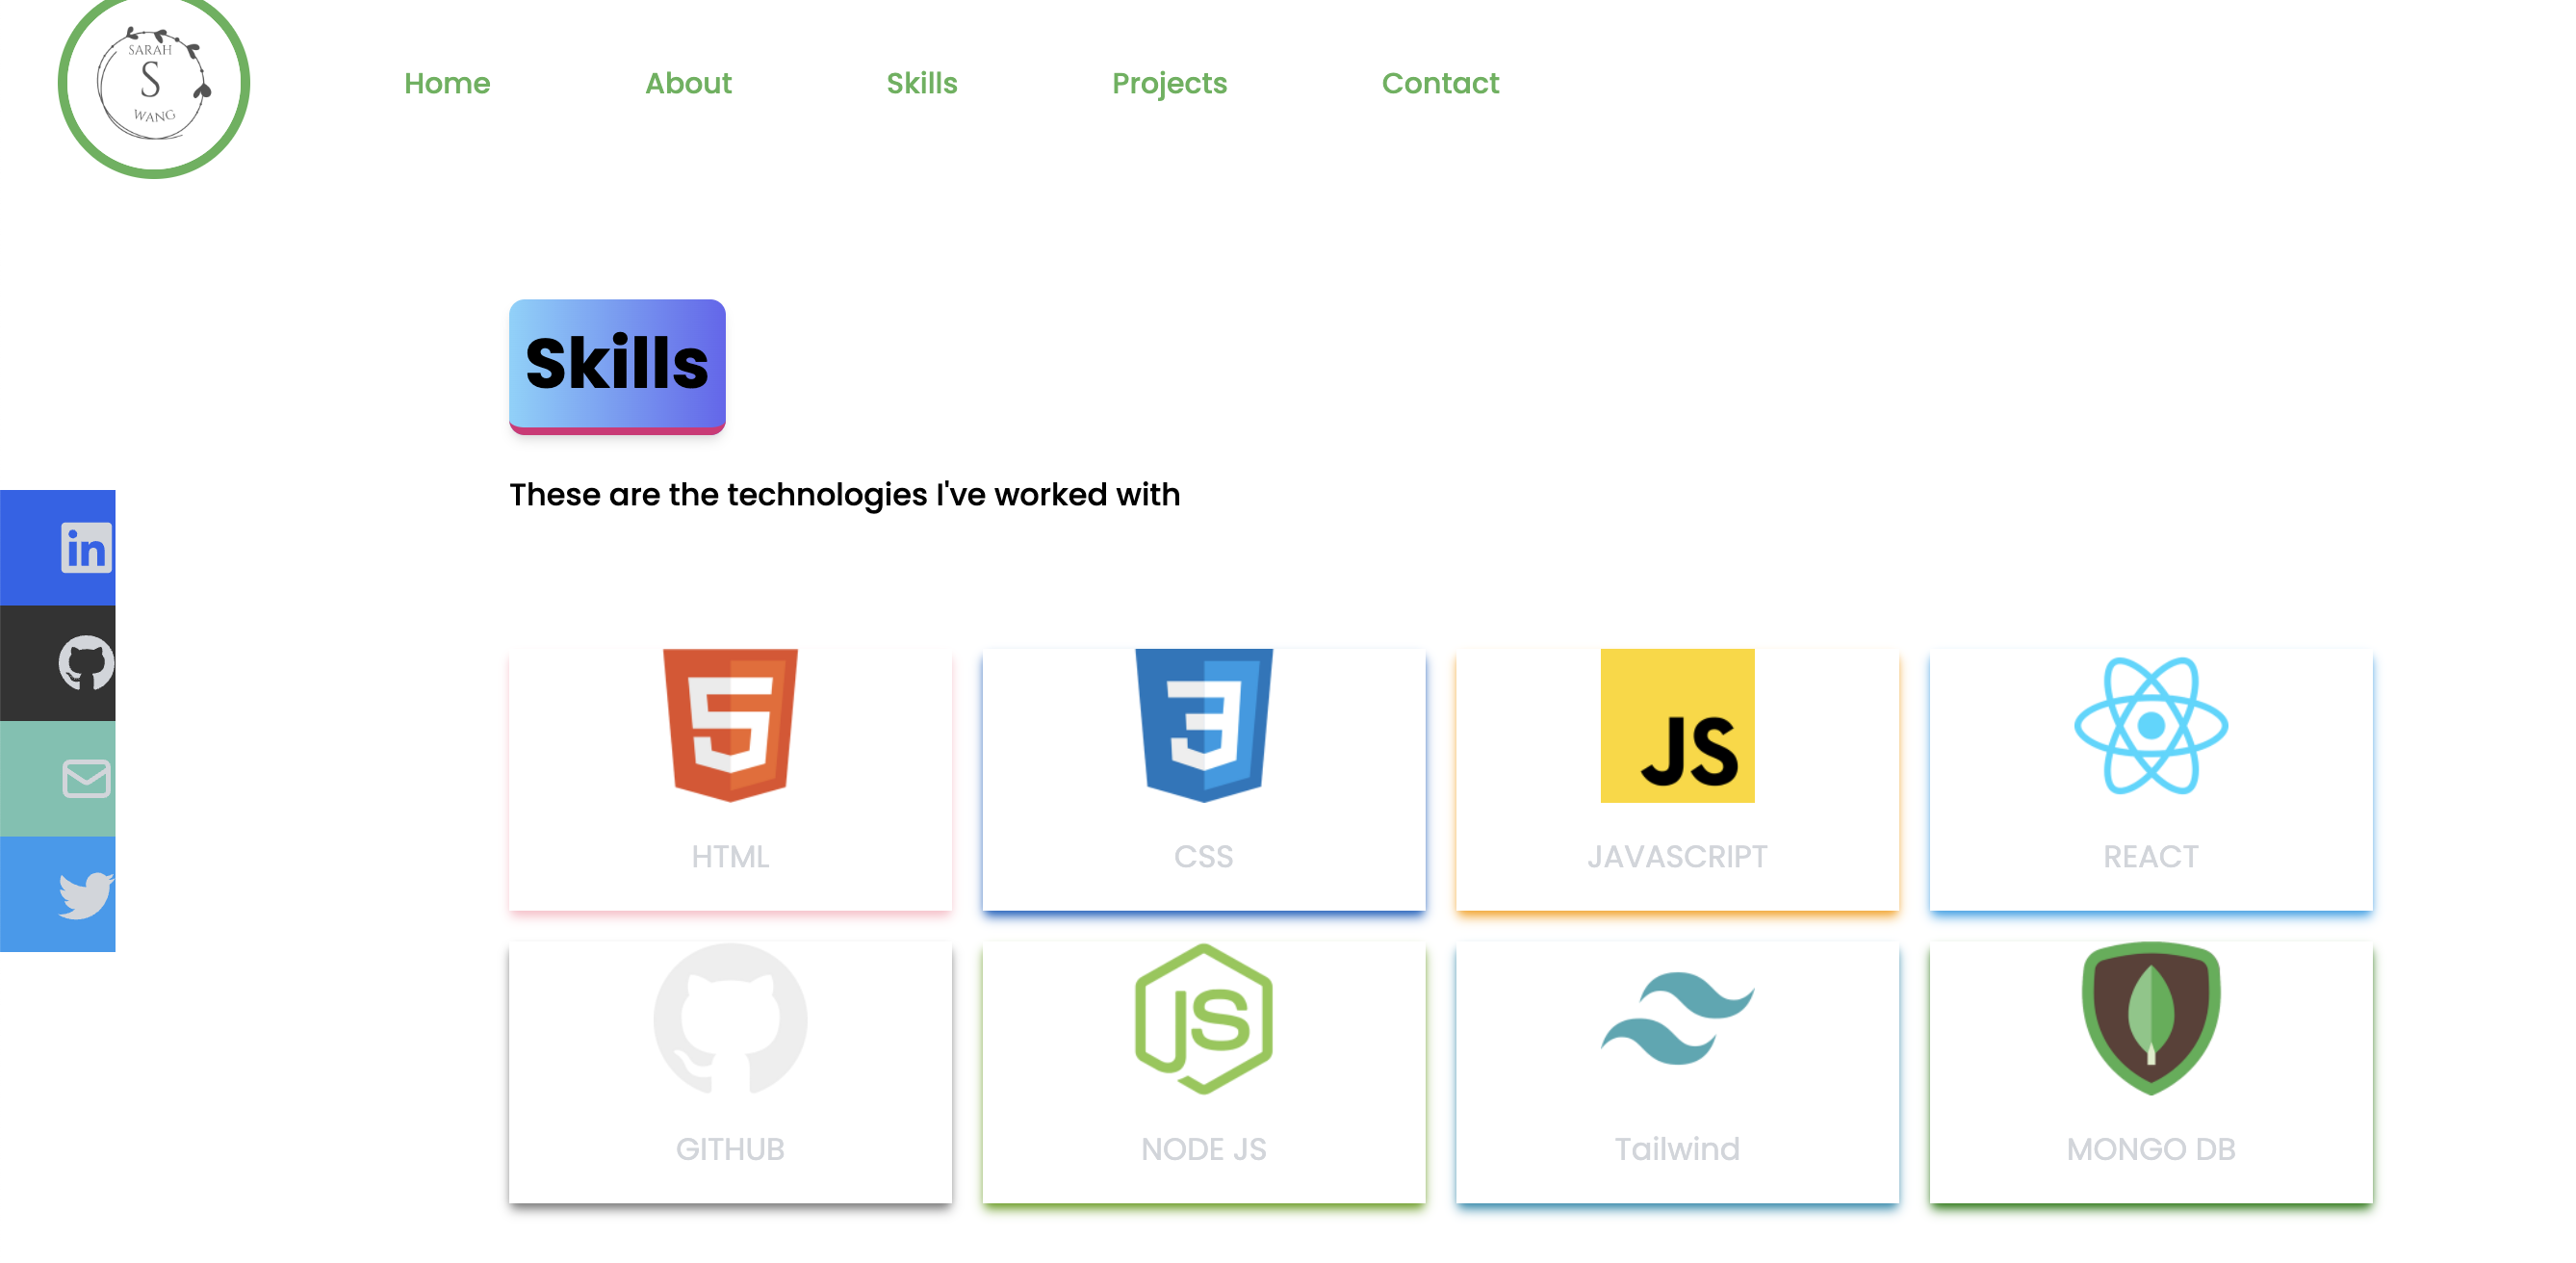 SARAH
S
WANG
Home About Skills Projects Contact
Skills
These are the technologies I've worked with
in
5 3 JS
HTML CSS JAVASCRIPT REACT
JS
GITHUB NODE JS Tailwind MONGO DB